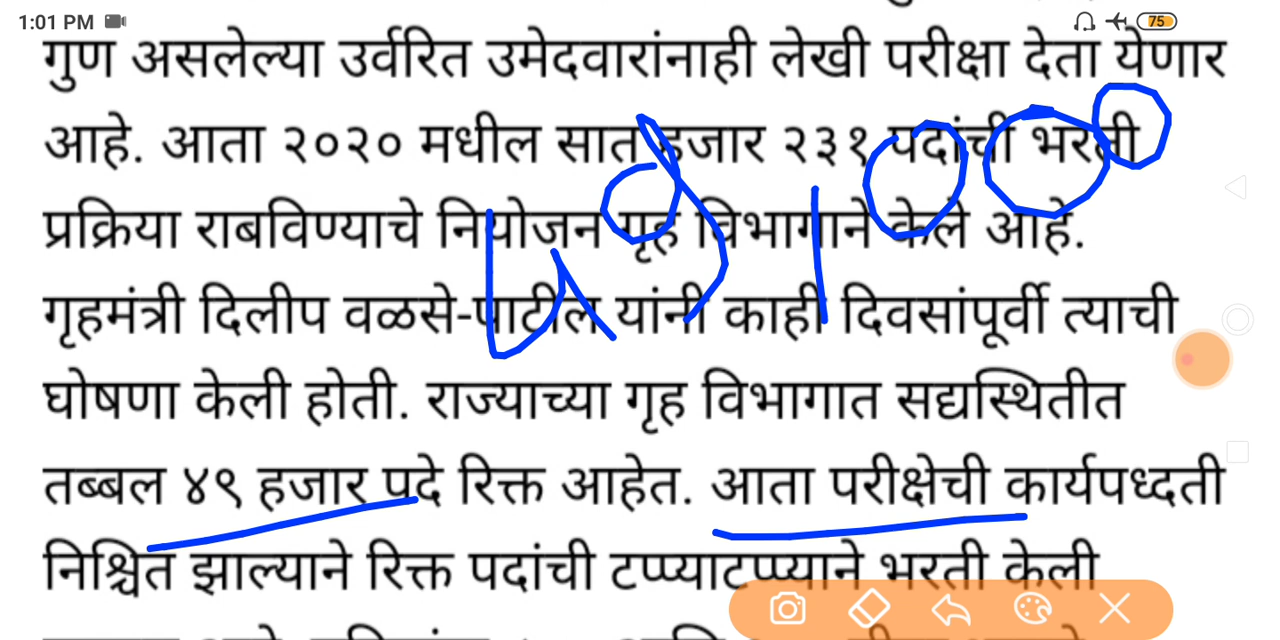 1:01 PM
75
गुण असलेल्या उर्वरित उमेदवारांनाही लेखी परीक्षा देता येणार
आहे. आता २०२० मधील सात हजार २३१ पदांची भरती
प्रक्रिया राबविण्याचे नियोजन गृह विभागाने केले आहे.
गृहमंत्री दिलीप वळसे-पाटील यांनी काही दिवसांपूर्वी त्याची
घोषणा केली होती. राज्याच्या गृह विभागात सद्यस्थितीत
तब्बल ४९ हजार पदे रिक्त आहेत. आता परीक्षेची कार्यपध्दती
निश्चित झाल्याने रिक्त पदांची टप्प्याटप्प्याने भरती केली